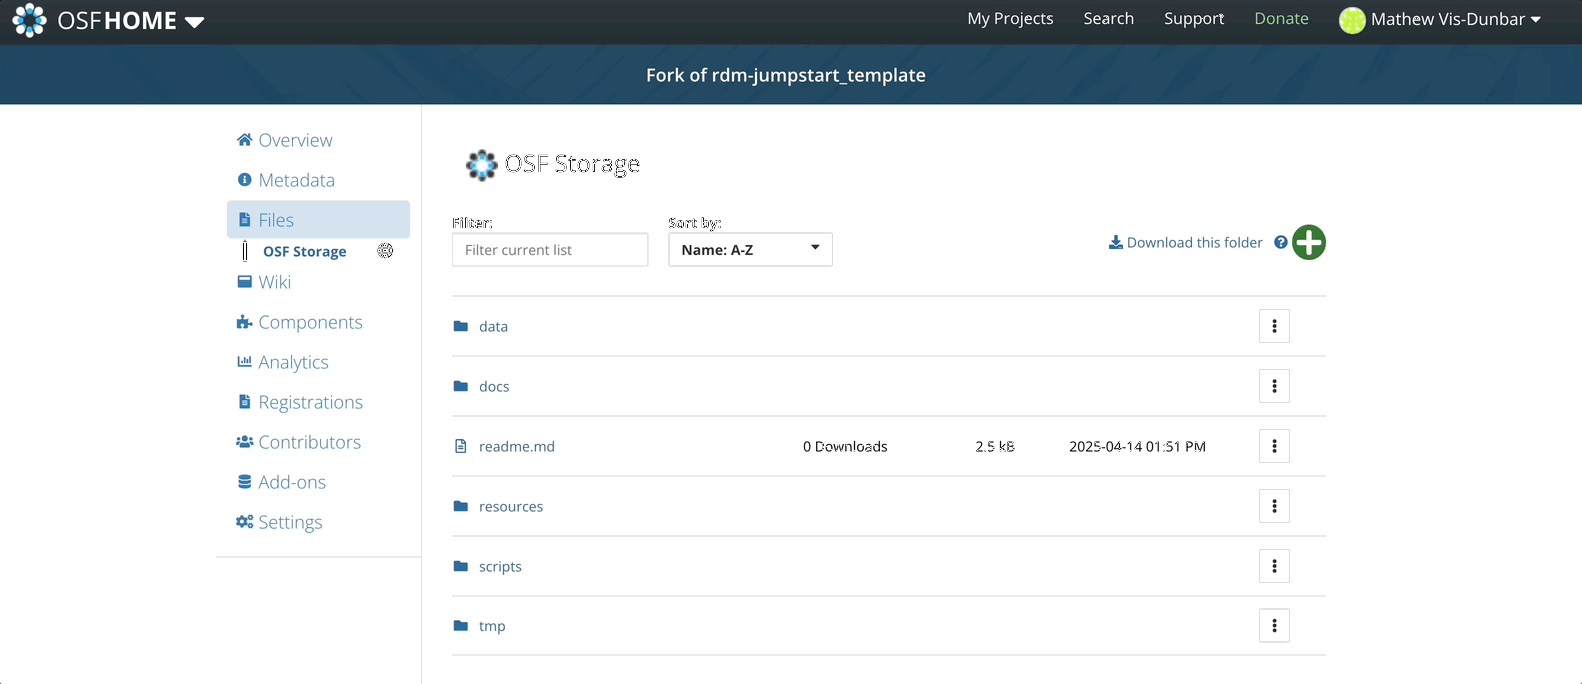 OSFHOME My Projects Search Support Donate Mathew Vis-Dunbar
Fork of rdm-jumpstart_template
Overview
Metadata
Files
OSF Storage
Wiki
Components
Analytics
Registrations
Contributors
Add-ons
Settings
OSF Storage
Filter: Sort by:
Filter current list Name: A-Z Download this folder
data
docs
readme.md 0 Downloads 2.5 kB 2025-04-14 01:51 PM
resources
scripts
tmp